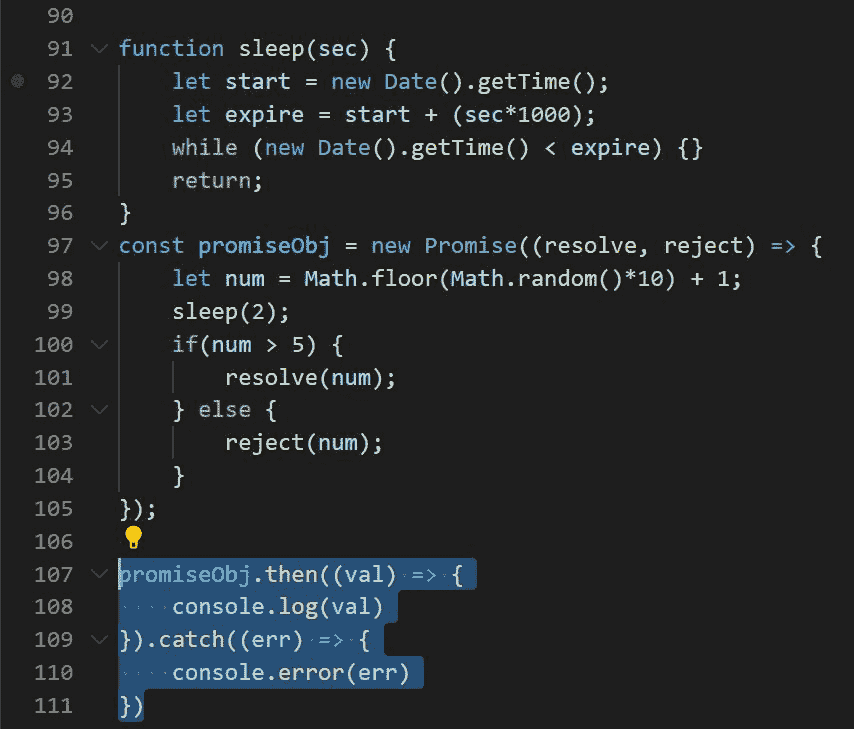 90
91 function sleep(sec) {
92     let start = new Date().getTime();
93     let expire = start + (sec*1000);
94     while (new Date().getTime() < expire) {}
95     return;
96 }
97 const promiseObj = new Promise((resolve, reject) => {
98     let num = Math.floor(Math.random()*10) + 1;
99     sleep(2);
100     if(num > 5) {
101         resolve(num);
102     } else {
103         reject(num);
104     }
105 });
106
107 promiseObj.then((val) => {
108     console.log(val)
109 }).catch((err) => {
110     console.error(err)
111 })